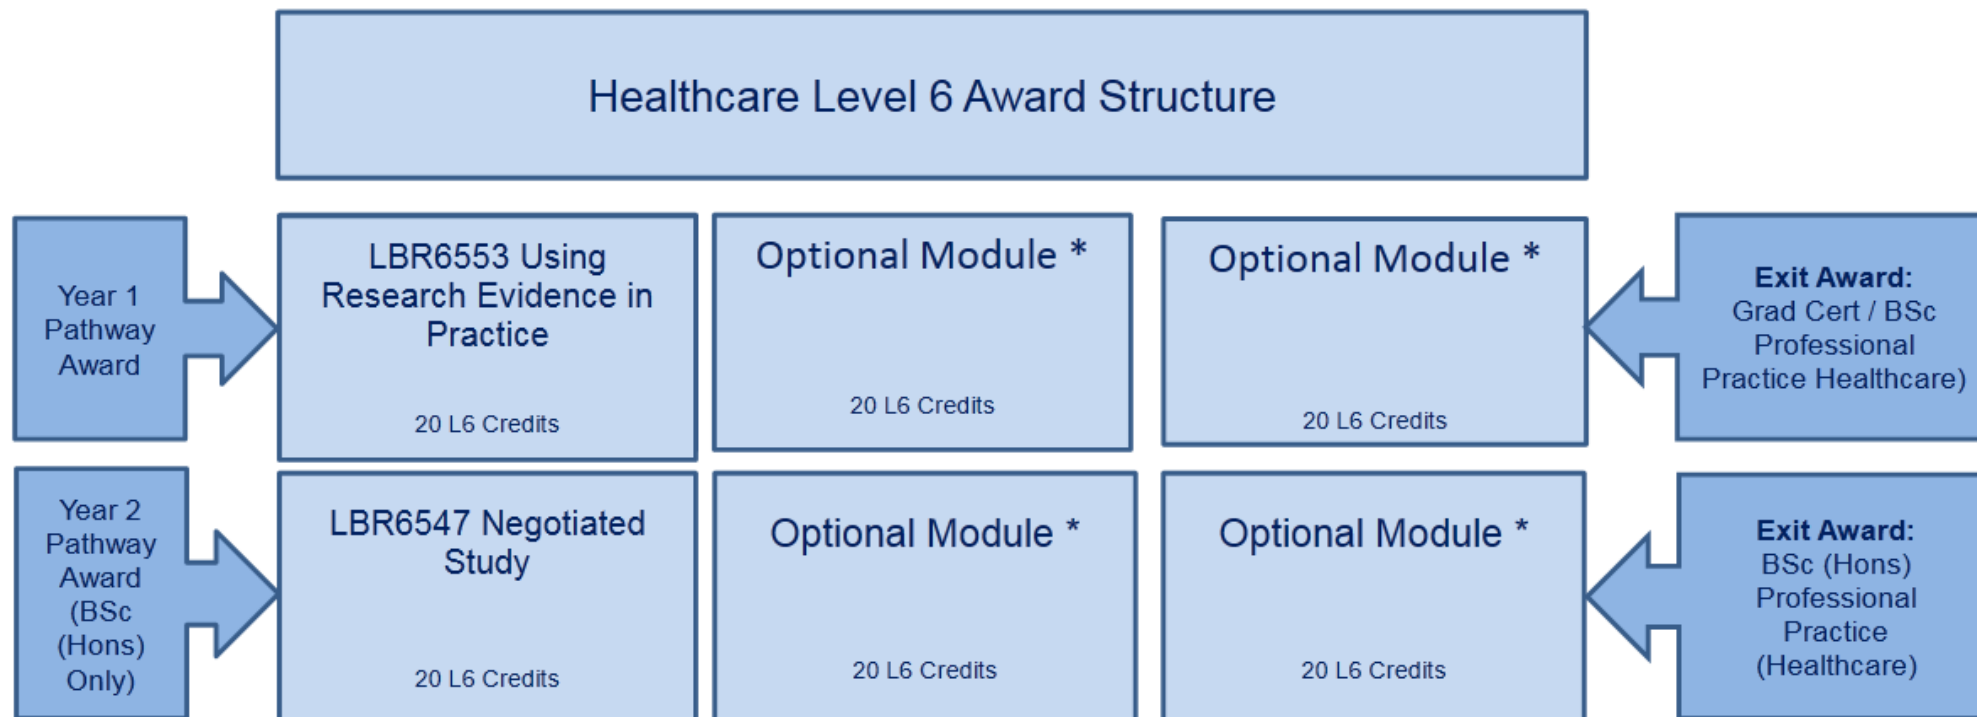 Healthcare Level 6 Award Structure
Year 1
Pathway
Award
LBR6553 Using
Research Evidence in
Practice
20 L6 Credits
Optional Module *
20 L6 Credits
Optional Module *
20 L6 Credits
Exit Award:
Grad Cert / BSc
Professional
Practice Healthcare)
Year 2
Pathway
Award
(BSc
(Hons)
Only)
LBR6547 Negotiated
Study
20 L6 Credits
Optional Module *
20 L6 Credits
Optional Module *
20 L6 Credits
Exit Award:
BSc (Hons)
Professional
Practice
(Healthcare)